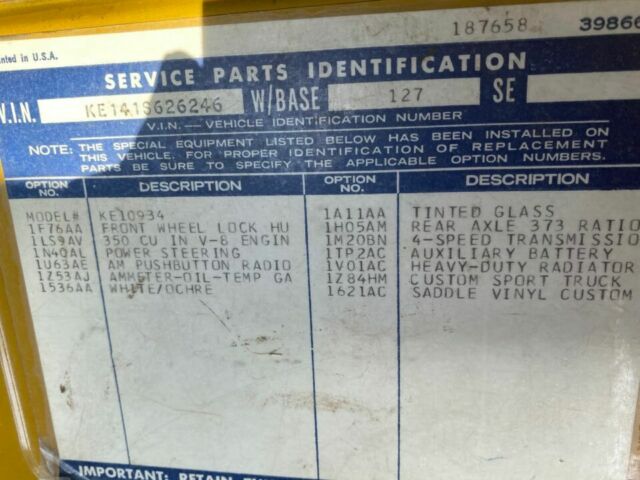 187658 39866
nted in U.S.A.
SERVICE PARTS IDENTIFICATION
V.I.N. KE141S626246 W/BASE 127 SE
V.I.N. — VEHICLE IDENTIFICATION NUMBER
NOTE: THE SPECIAL EQUIPMENT LISTED BELOW HAS BEEN INSTALLED ON
THIS VEHICLE. FOR PROPER IDENTIFICATION OF REPLACEMENT
PARTS BE SURE TO SPECIFY THE APPLICABLE OPTION NUMBERS.
OPTION NO. DESCRIPTION OPTION NO. DESCRIPTION
MODEL# KE10934 1A11AA TINTED GLASS
1F76AA FRONT WHEEL LOCK HU 1H05AM REAR AXLE 373 RATIO
1LS9AV 350 CU IN V-8 ENGIN 1M20BN 4-SPEED TRANSMISSIO
1N40AL POWER STEERING 1TP2AC AUXILIARY BATTERY
1U63AE AM PUSHBUTTON RADIO 1V01AC HEAVY-DUTY RADIATOR
1Z53AJ AMMETER-OIL-TEMP GA 1Z84HM CUSTOM SPORT TRUCK
1536AA WHITE/OCHRE 1621AC SADDLE VINYL CUSTOM
IMPORTANT: RETAIN